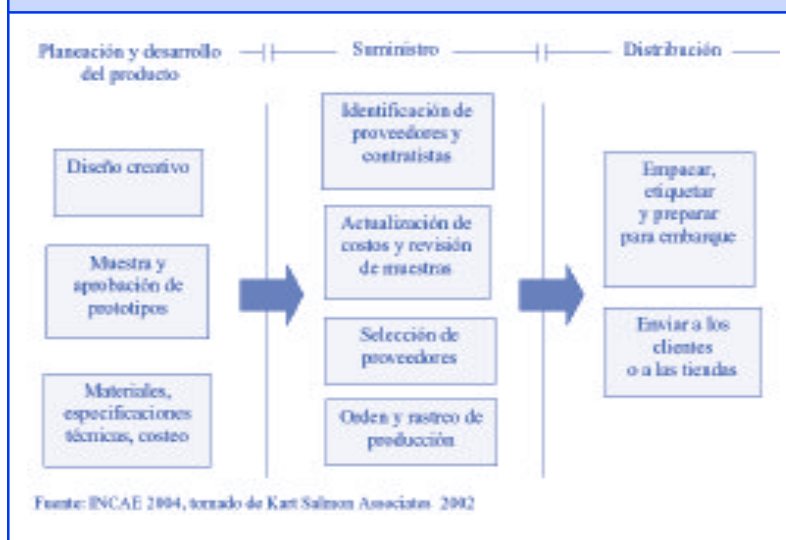 Planeación y desarrollo
del producto
Suministro
Distribución
Diseño creativo
Muestra y
aprobación de
prototipos
Materiales,
especificaciones
técnicas, costeo
Identificación de
proveedores y
contratistas
Actualización de
costos y revisión
de muestras
Selección de
proveedores
Orden y rastreo de
producción
Empacar,
etiquetar
y preparar
para embarque
Enviar a los
clientes
o a las tiendas
Fuente: INCAE 2004, tomado de Kart Salmon Associates 2002